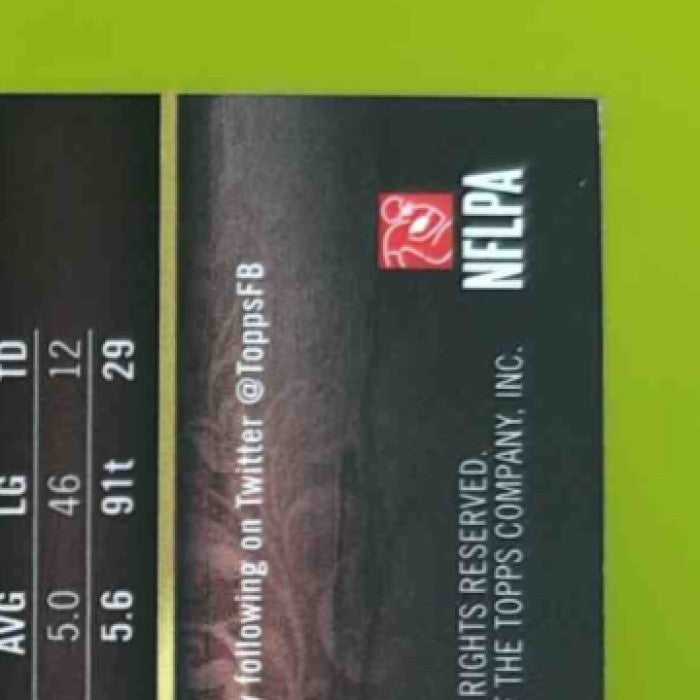 AVG LG TD
5.0 46 12
5.6 91t 29
following on Twitter @ToppsFB
RIGHTS RESERVED.
THE TOPPS COMPANY, INC.
NFLPA